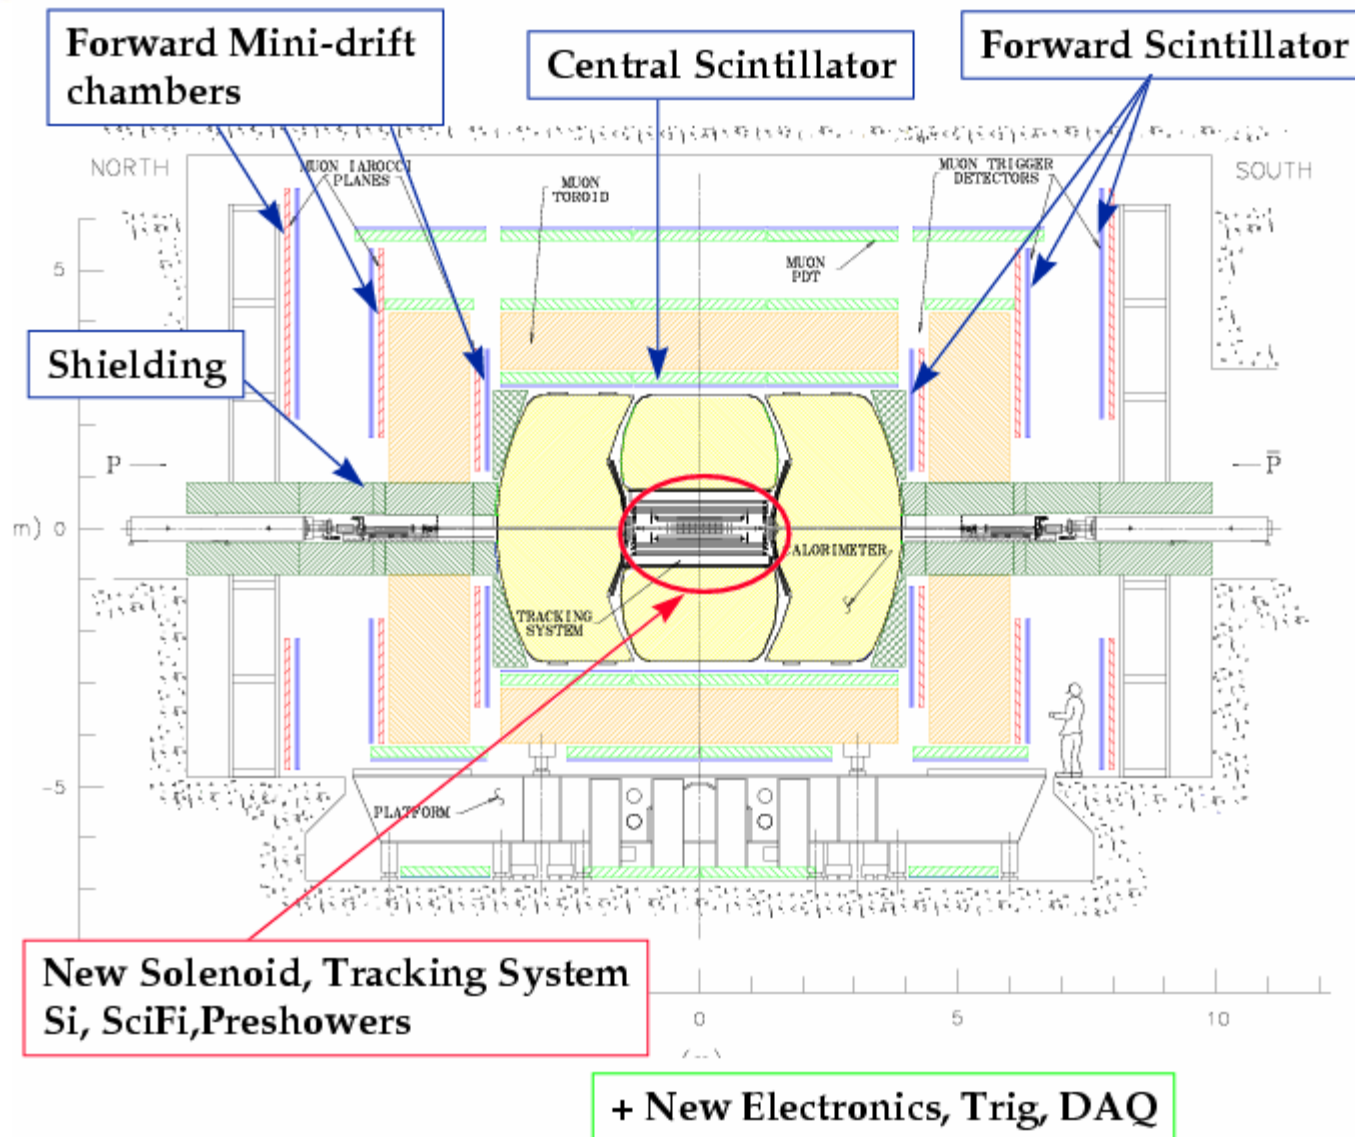 Forward Mini-drift
chambers
Central Scintillator
Forward Scintillator
NORTH
MUON IAROCCI
PLANES
MUON
TOROID
MUON TRIGGER
DETECTORS
SOUTH
MUON
PDT
5
Shielding
P
P̅
m) 0
ALORIMETER
TRACKING
SYSTEM
-5
PLATFORM
New Solenoid, Tracking System
Si, SciFi,Preshowers
0 5 10
+ New Electronics, Trig, DAQ